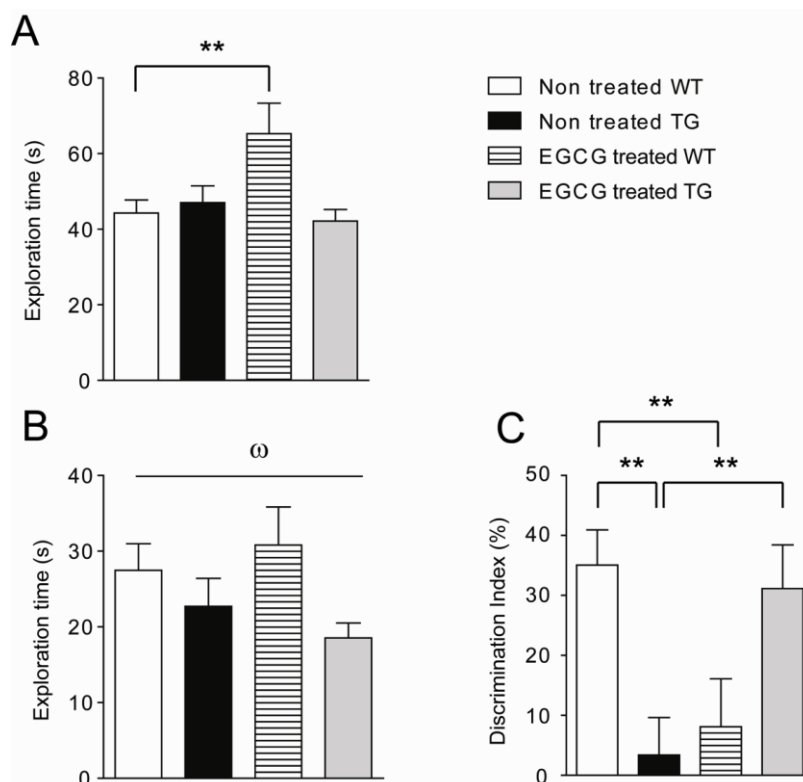 A
**
80
60
40
20
0
Exploration time (s)
Non treated WT
Non treated TG
EGCG treated WT
EGCG treated TG
B
ω
40
30
20
10
0
Exploration time (s)
C
**
** **
50
40
30
20
10
0
Discrimination Index (%)